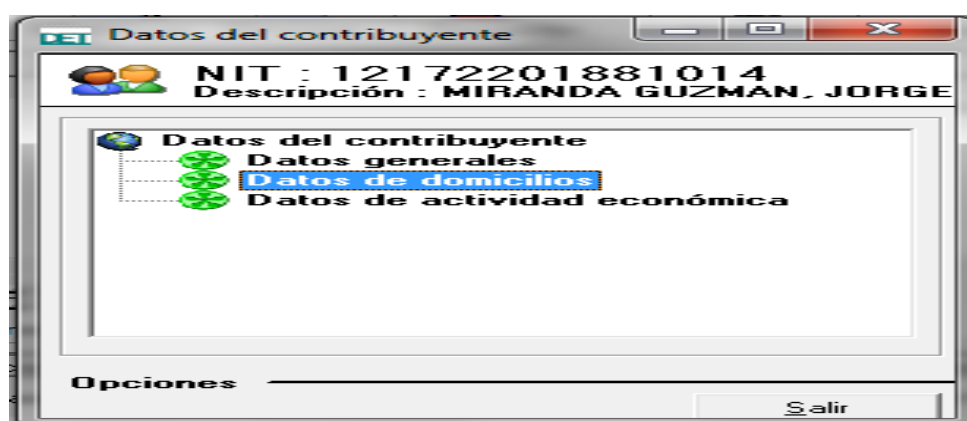 DET Datos del contribuyente
NIT : 12172201881014
Descripción : MIRANDA GUZMAN, JORGE
Datos del contribuyente
Datos generales
Datos de domicilios
Datos de actividad económica
Opciones
Salir